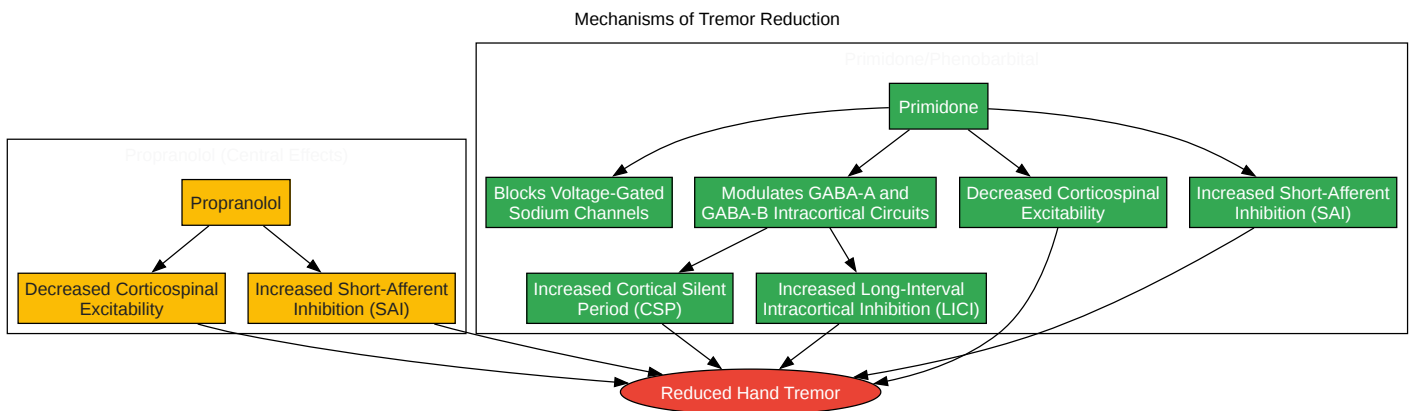 Mechanisms of Tremor Reduction
Primidone/Phenobarbital
Primidone
Propranolol (Central Effects)
Propranolol
Blocks Voltage-Gated
Sodium Channels
Modulates GABA-A and
GABA-B Intracortical Circuits
Decreased Corticospinal
Excitability
Increased Short-Afferent
Inhibition (SAI)
Decreased Corticospinal
Excitability
Increased Short-Afferent
Inhibition (SAI)
Increased Cortical Silent
Period (CSP)
Increased Long-Interval
Intracortical Inhibition (LICI)
Reduced Hand Tremor